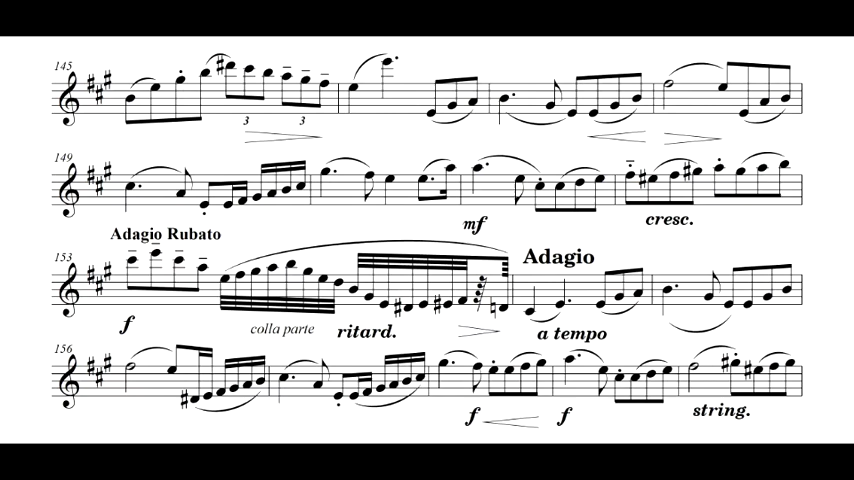 145
3
3
149
mf
cresc.
Adagio Rubato
153
Adagio
f
colla parte
ritard.
a tempo
156
f
f
string.